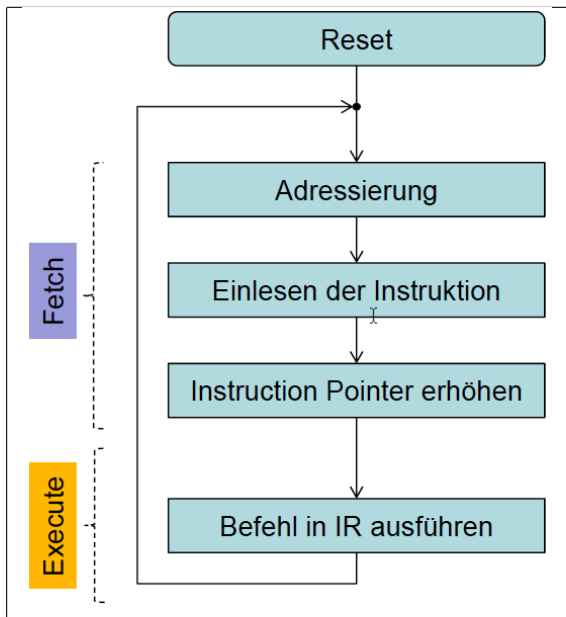 Reset
Adressierung
Einlesen der Instruktion
Instruction Pointer erhöhen
Fetch
Befehl in IR ausführen
Execute